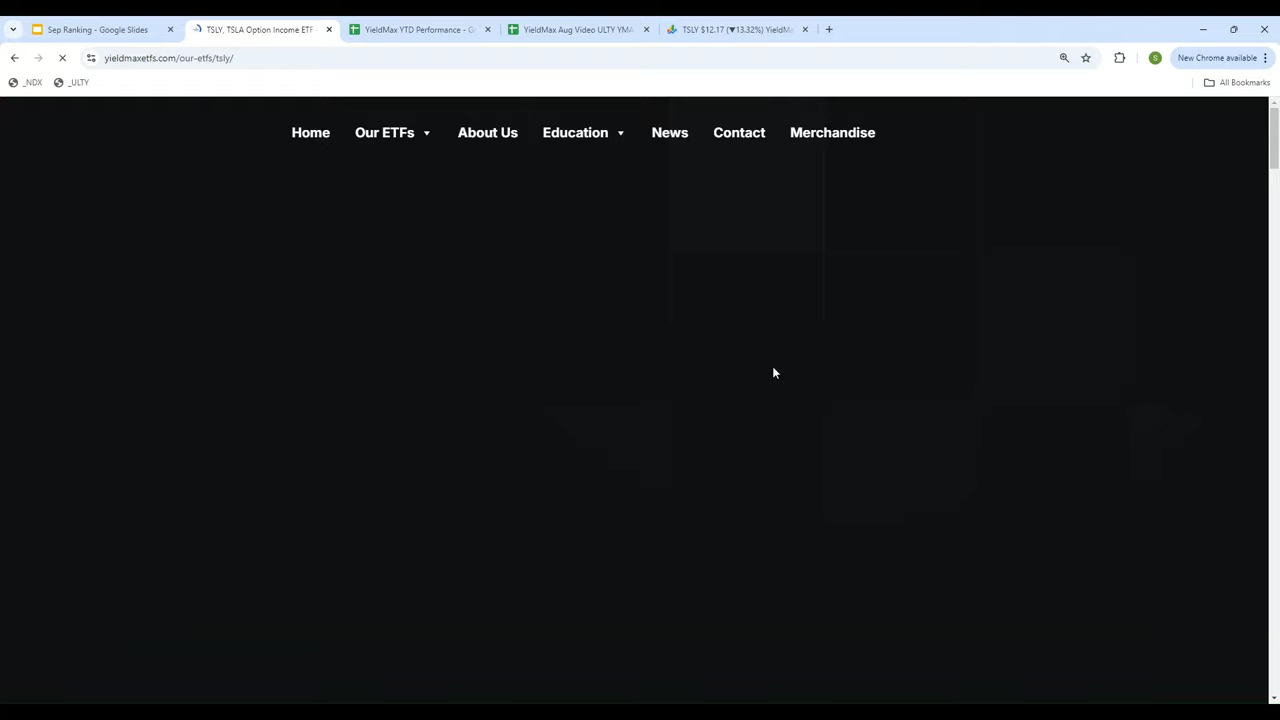 Sep Ranking - Google Slides
TSLY, TSLA Option Income ETF -
YieldMax YTD Performance - G
YieldMax Aug Video ULTY YMA
TSLY $12.17 (▼13.32%) YieldM
yieldmaxetfs.com/our-etfs/tsly/
S
New Chrome available
_NDX
_ULTY
All Bookmarks
Home
Our ETFs
About Us
Education
News
Contact
Merchandise